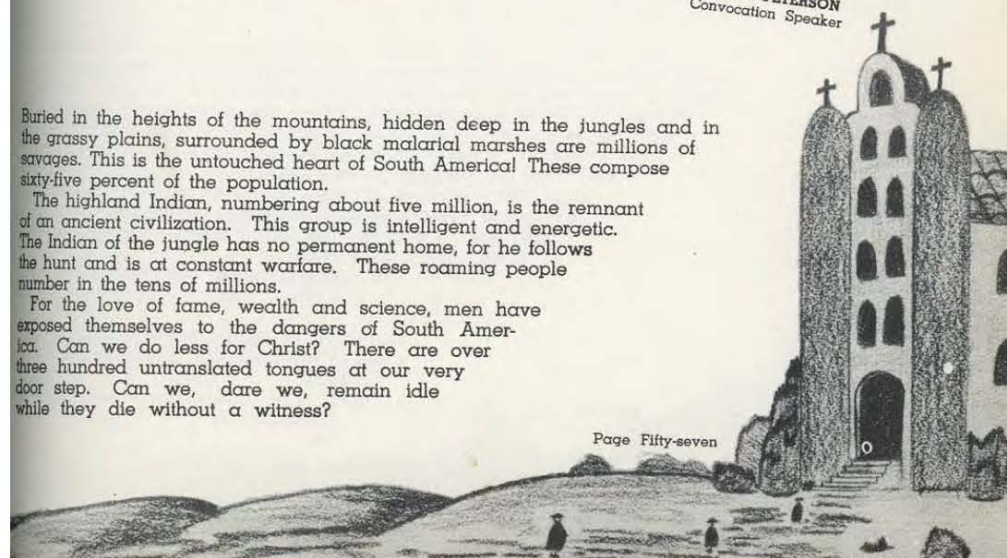 Convocation Speaker
Buried in the heights of the mountains, hidden deep in the jungles and in
the grassy plains, surrounded by black malarial marshes are millions of
savages. This is the untouched heart of South America! These compose
sixty-five percent of the population.
The highland Indian, numbering about five million, is the remnant
of an ancient civilization. This group is intelligent and energetic.
The Indian of the jungle has no permanent home, for he follows
the hunt and is at constant warfare. These roaming people
number in the tens of millions.
For the love of fame, wealth and science, men have
exposed themselves to the dangers of South Amer-
ica. Can we do less for Christ? There are over
three hundred untranslated tongues at our very
door step. Can we, dare we, remain idle
while they die without a witness?
Page Fifty-seven